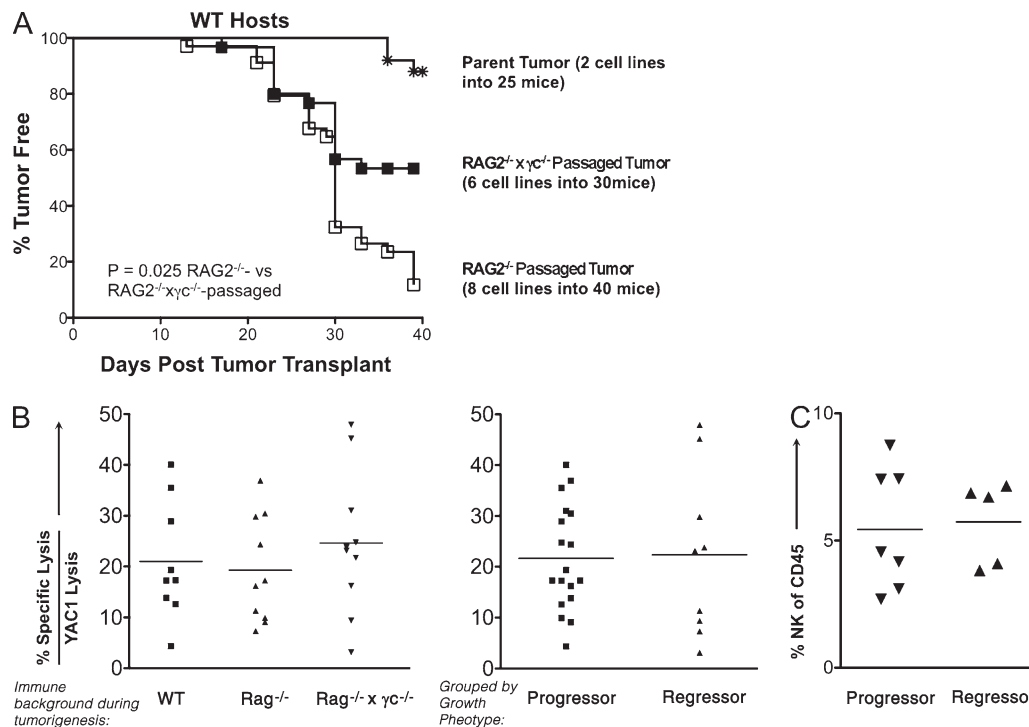 A
WT Hosts
100
80
60
40
20
0
% Tumor Free
0
10
20
30
40
Days Post Tumor Transplant
P = 0.025 RAG2-/-- vs
RAG2-/-xγc-/--passaged
Parent Tumor (2 cell lines
into 25 mice)
RAG2-/- x γc-/- Passaged Tumor
(6 cell lines into 30mice)
RAG2-/- Passaged Tumor
(8 cell lines into 40 mice)
B
% Specific Lysis
YAC1 Lysis
50
40
30
20
10
0
Immune
background during
tumorigenesis:
WT
Rag-/-
Rag-/- x γc-/-
50
40
30
20
10
0
Grouped by
Growth
Pheotype:
Progressor
Regressor
C
% NK of CD45
10
5
0
Progressor
Regressor